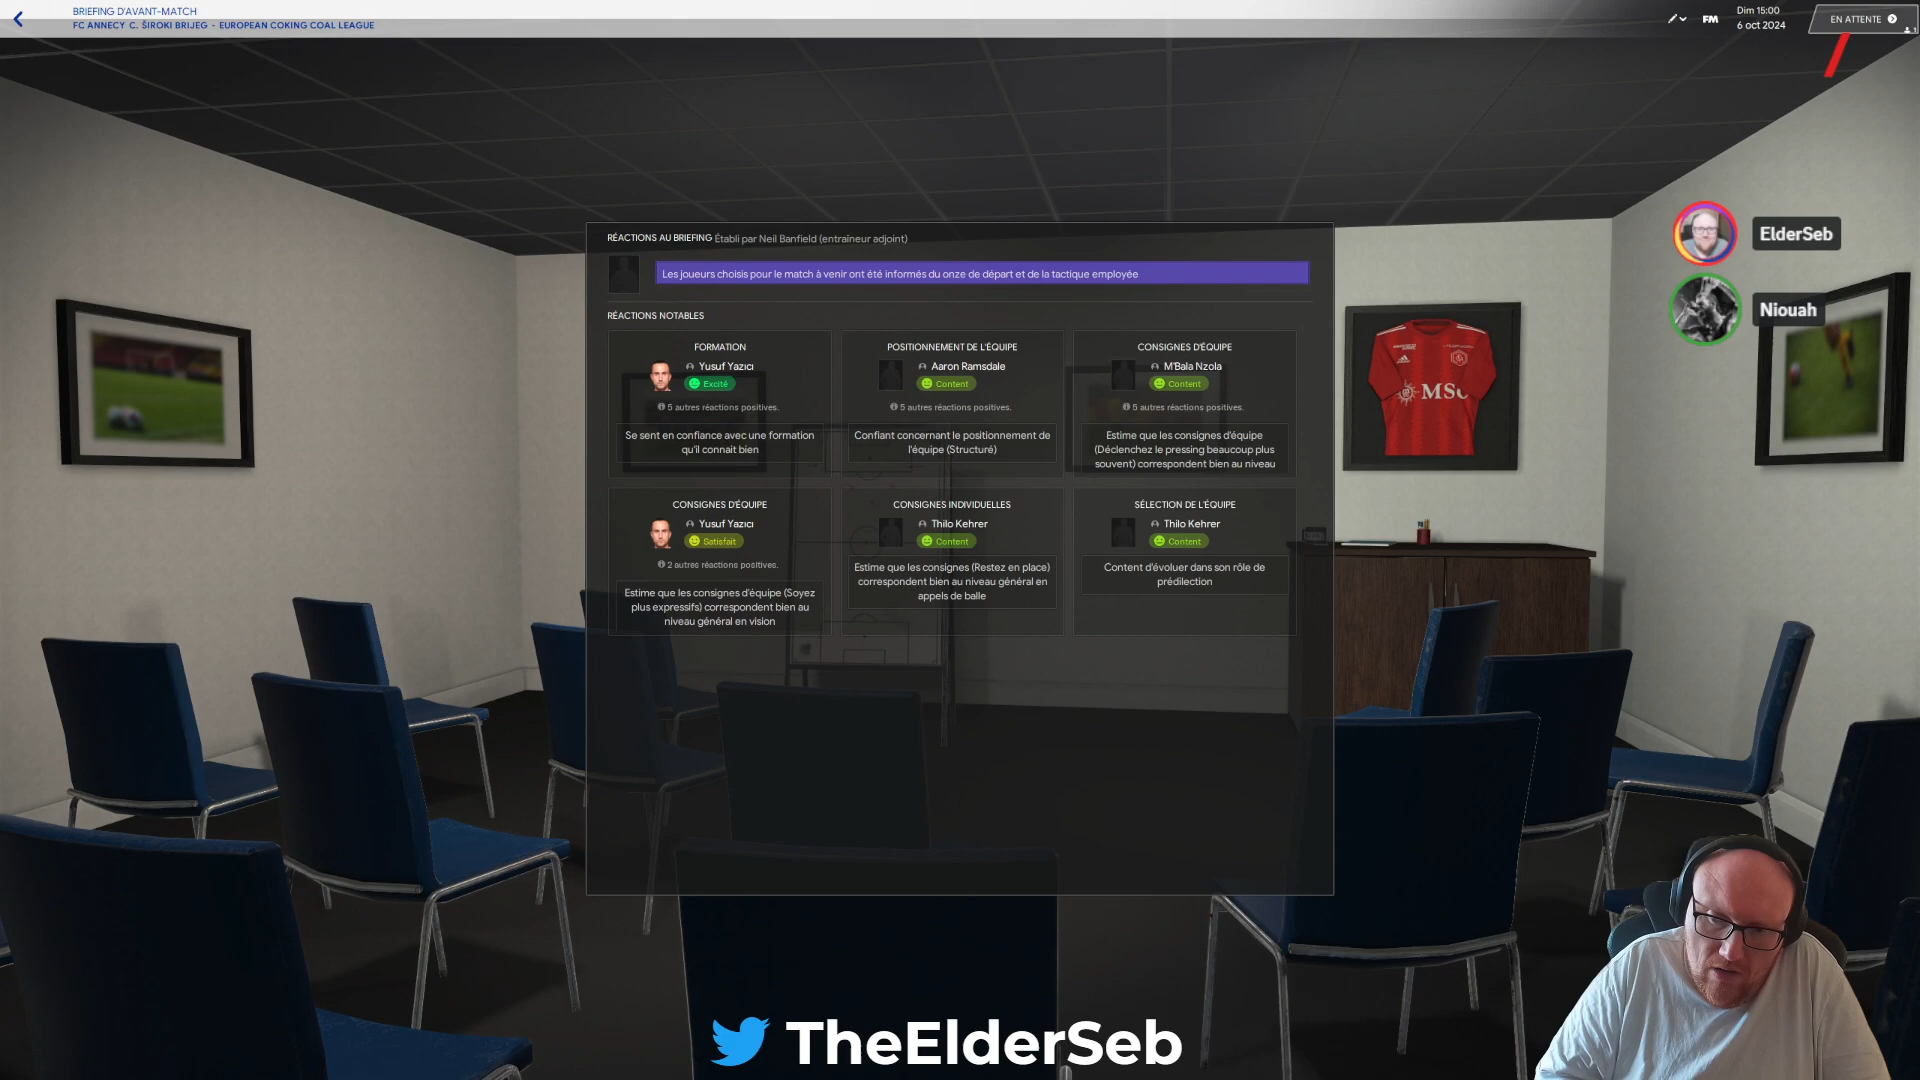 BRIEFING D'AVANT-MATCH
FC ANNECY C. ŠIROKI BRIJEG - EUROPEAN COKING COAL LEAGUE
FM
Dim 15:00
6 oct 2024
EN ATTENTE
1
ElderSeb
Niouah
RÉACTIONS AU BRIEFING Établi par Neil Banfield (entraîneur adjoint)
Les joueurs choisis pour le match à venir ont été informés du onze de départ et de la tactique employée
RÉACTIONS NOTABLES
FORMATION
Yusuf Yazıcı
Excité
5 autres réactions positives.
Se sent en confiance avec une formation
qu'il connait bien
POSITIONNEMENT DE L'ÉQUIPE
Aaron Ramsdale
Content
5 autres réactions positives.
Confiant concernant le positionnement de
l'équipe (Structuré)
CONSIGNES D'ÉQUIPE
M'Bala Nzola
Content
5 autres réactions positives.
Estime que les consignes d'équipe
(Déclenchez le pressing beaucoup plus
souvent) correspondent bien au niveau
CONSIGNES D'ÉQUIPE
Yusuf Yazıcı
Satisfait
2 autres réactions positives.
Estime que les consignes d'équipe (Soyez
plus expressifs) correspondent bien au
niveau général en vision
CONSIGNES INDIVIDUELLES
Thilo Kehrer
Content
Estime que les consignes (Restez en place)
correspondent bien au niveau général en
appels de balle
SÉLECTION DE L'ÉQUIPE
Thilo Kehrer
Content
Content d'évoluer dans son rôle de
prédilection
MSC
TheElderSeb